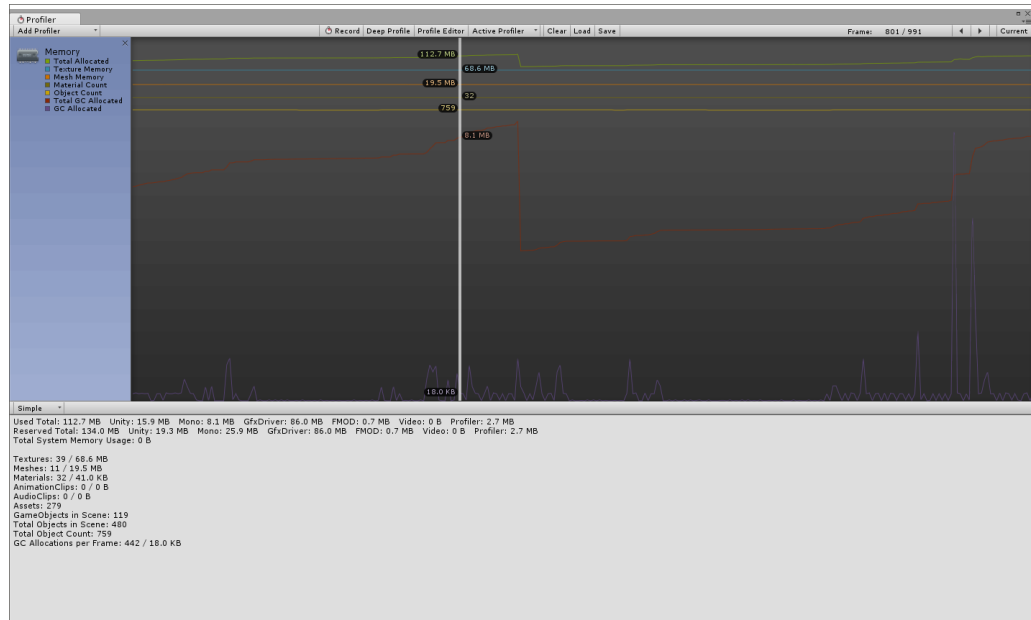 Profiler
Add Profiler Record Deep Profile Profile Editor Active Profiler Clear Load Save Frame: 801 / 991 Current
Memory
Total Allocated
Texture Memory
Mesh Memory
Material Count
Object Count
Total GC Allocated
GC Allocated
112.7 MB
68.6 MB
19.5 MB
32
759
8.1 MB
18.0 KB
Simple
Used Total: 112.7 MB Unity: 15.9 MB Mono: 8.1 MB GfxDriver: 86.0 MB FMOD: 0.7 MB Video: 0 B Profiler: 2.7 MB
Reserved Total: 134.0 MB Unity: 19.3 MB Mono: 25.9 MB GfxDriver: 86.0 MB FMOD: 0.7 MB Video: 0 B Profiler: 2.7 MB
Total System Memory Usage: 0 B
Textures: 39 / 68.6 MB
Meshes: 11 / 19.5 MB
Materials: 32 / 41.0 KB
AnimationClips: 0 / 0 B
AudioClips: 0 / 0 B
Assets: 279
GameObjects in Scene: 119
Total Objects in Scene: 480
Total Object Count: 759
GC Allocations per Frame: 442 / 18.0 KB